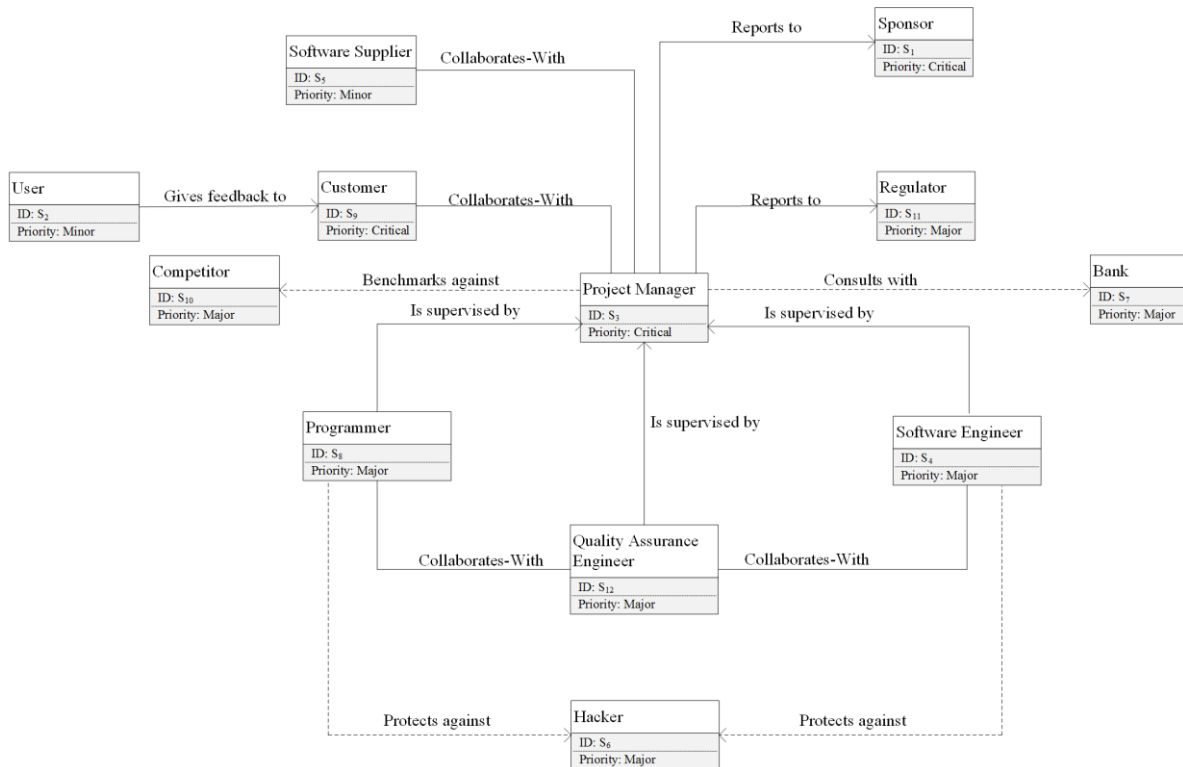 Sponsor
ID: S₁
Priority: Critical
Reports to
Software Supplier
ID: S₅
Priority: Minor
Collaborates-With
User
ID: S₂
Priority: Minor
Gives feedback to
Customer
ID: S₉
Priority: Critical
Collaborates-With
Reports to
Regulator
ID: S₁₁
Priority: Major
Competitor
ID: S₁₀
Priority: Major
Benchmarks against
Project Manager
ID: S₃
Priority: Critical
Consults with
Bank
ID: S₇
Priority: Major
Is supervised by
Is supervised by
Programmer
ID: S₈
Priority: Major
Is supervised by
Software Engineer
ID: S₄
Priority: Major
Collaborates-With
Quality Assurance
Engineer
ID: S₁₂
Priority: Major
Collaborates-With
Protects against
Hacker
ID: S₆
Priority: Major
Protects against